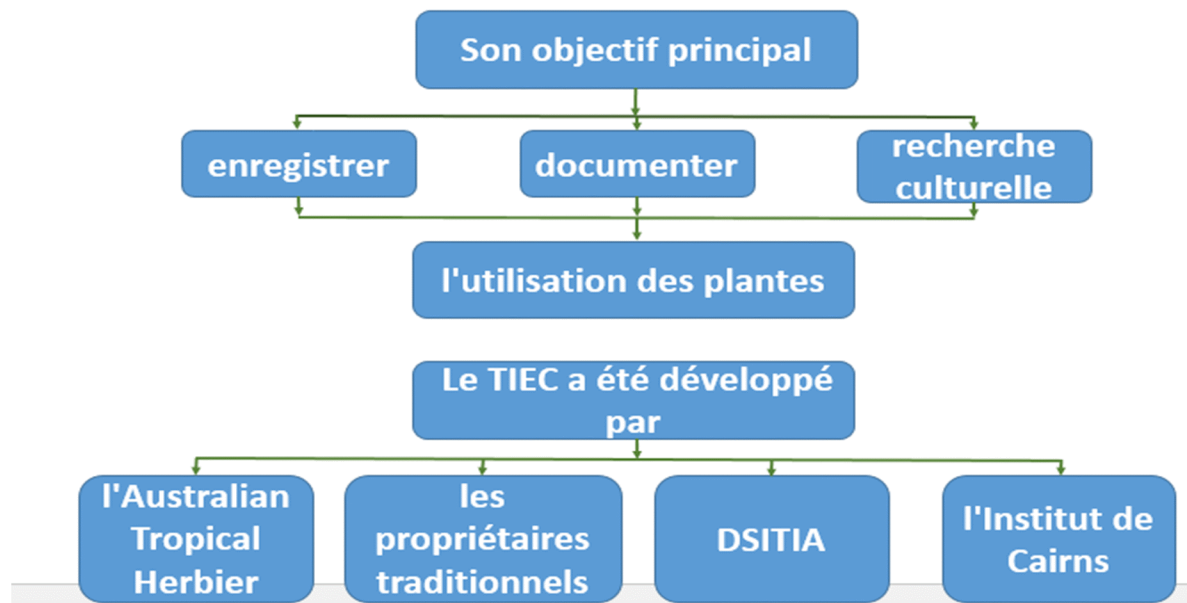 Son objectif principal
enregistrer
documenter
recherche
culturelle
l'utilisation des plantes
Le TIEC a été développé
par
l'Australian
Tropical
Herbier
les
propriétaires
traditionnels
DSITIA
l'Institut de
Cairns